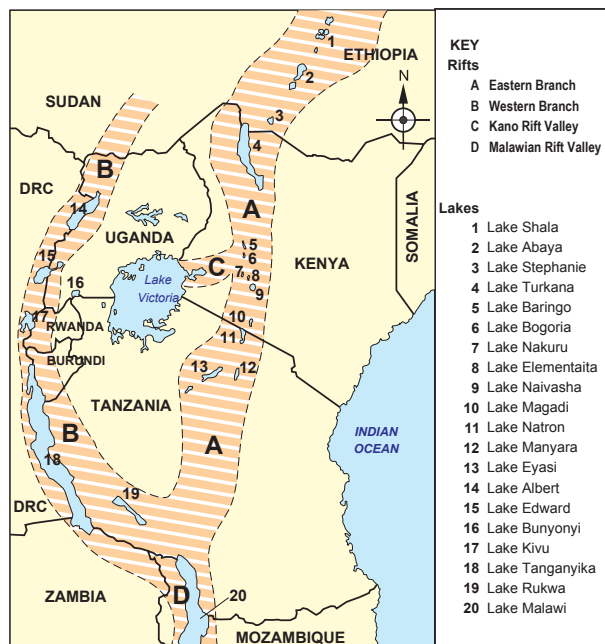 1
ETHIOPIA
2
SUDAN
3
4
B
DRC
14
A
UGANDA
5
6
C
7
8
KENYA
SOMALIA
15
Lake
Victoria
9
16
17
RWANDA
10
11
BURUNDI
13
12
TANZANIA
B
A
INDIAN
OCEAN
18
19
DRC
D
20
ZAMBIA
MOZAMBIQUE
N
KEY
Rifts
A Eastern Branch
B Western Branch
C Kano Rift Valley
D Malawian Rift Valley
Lakes
1 Lake Shala
2 Lake Abaya
3 Lake Stephanie
4 Lake Turkana
5 Lake Baringo
6 Lake Bogoria
7 Lake Nakuru
8 Lake Elementaita
9 Lake Naivasha
10 Lake Magadi
11 Lake Natron
12 Lake Manyara
13 Lake Eyasi
14 Lake Albert
15 Lake Edward
16 Lake Bunyonyi
17 Lake Kivu
18 Lake Tanganyika
19 Lake Rukwa
20 Lake Malawi